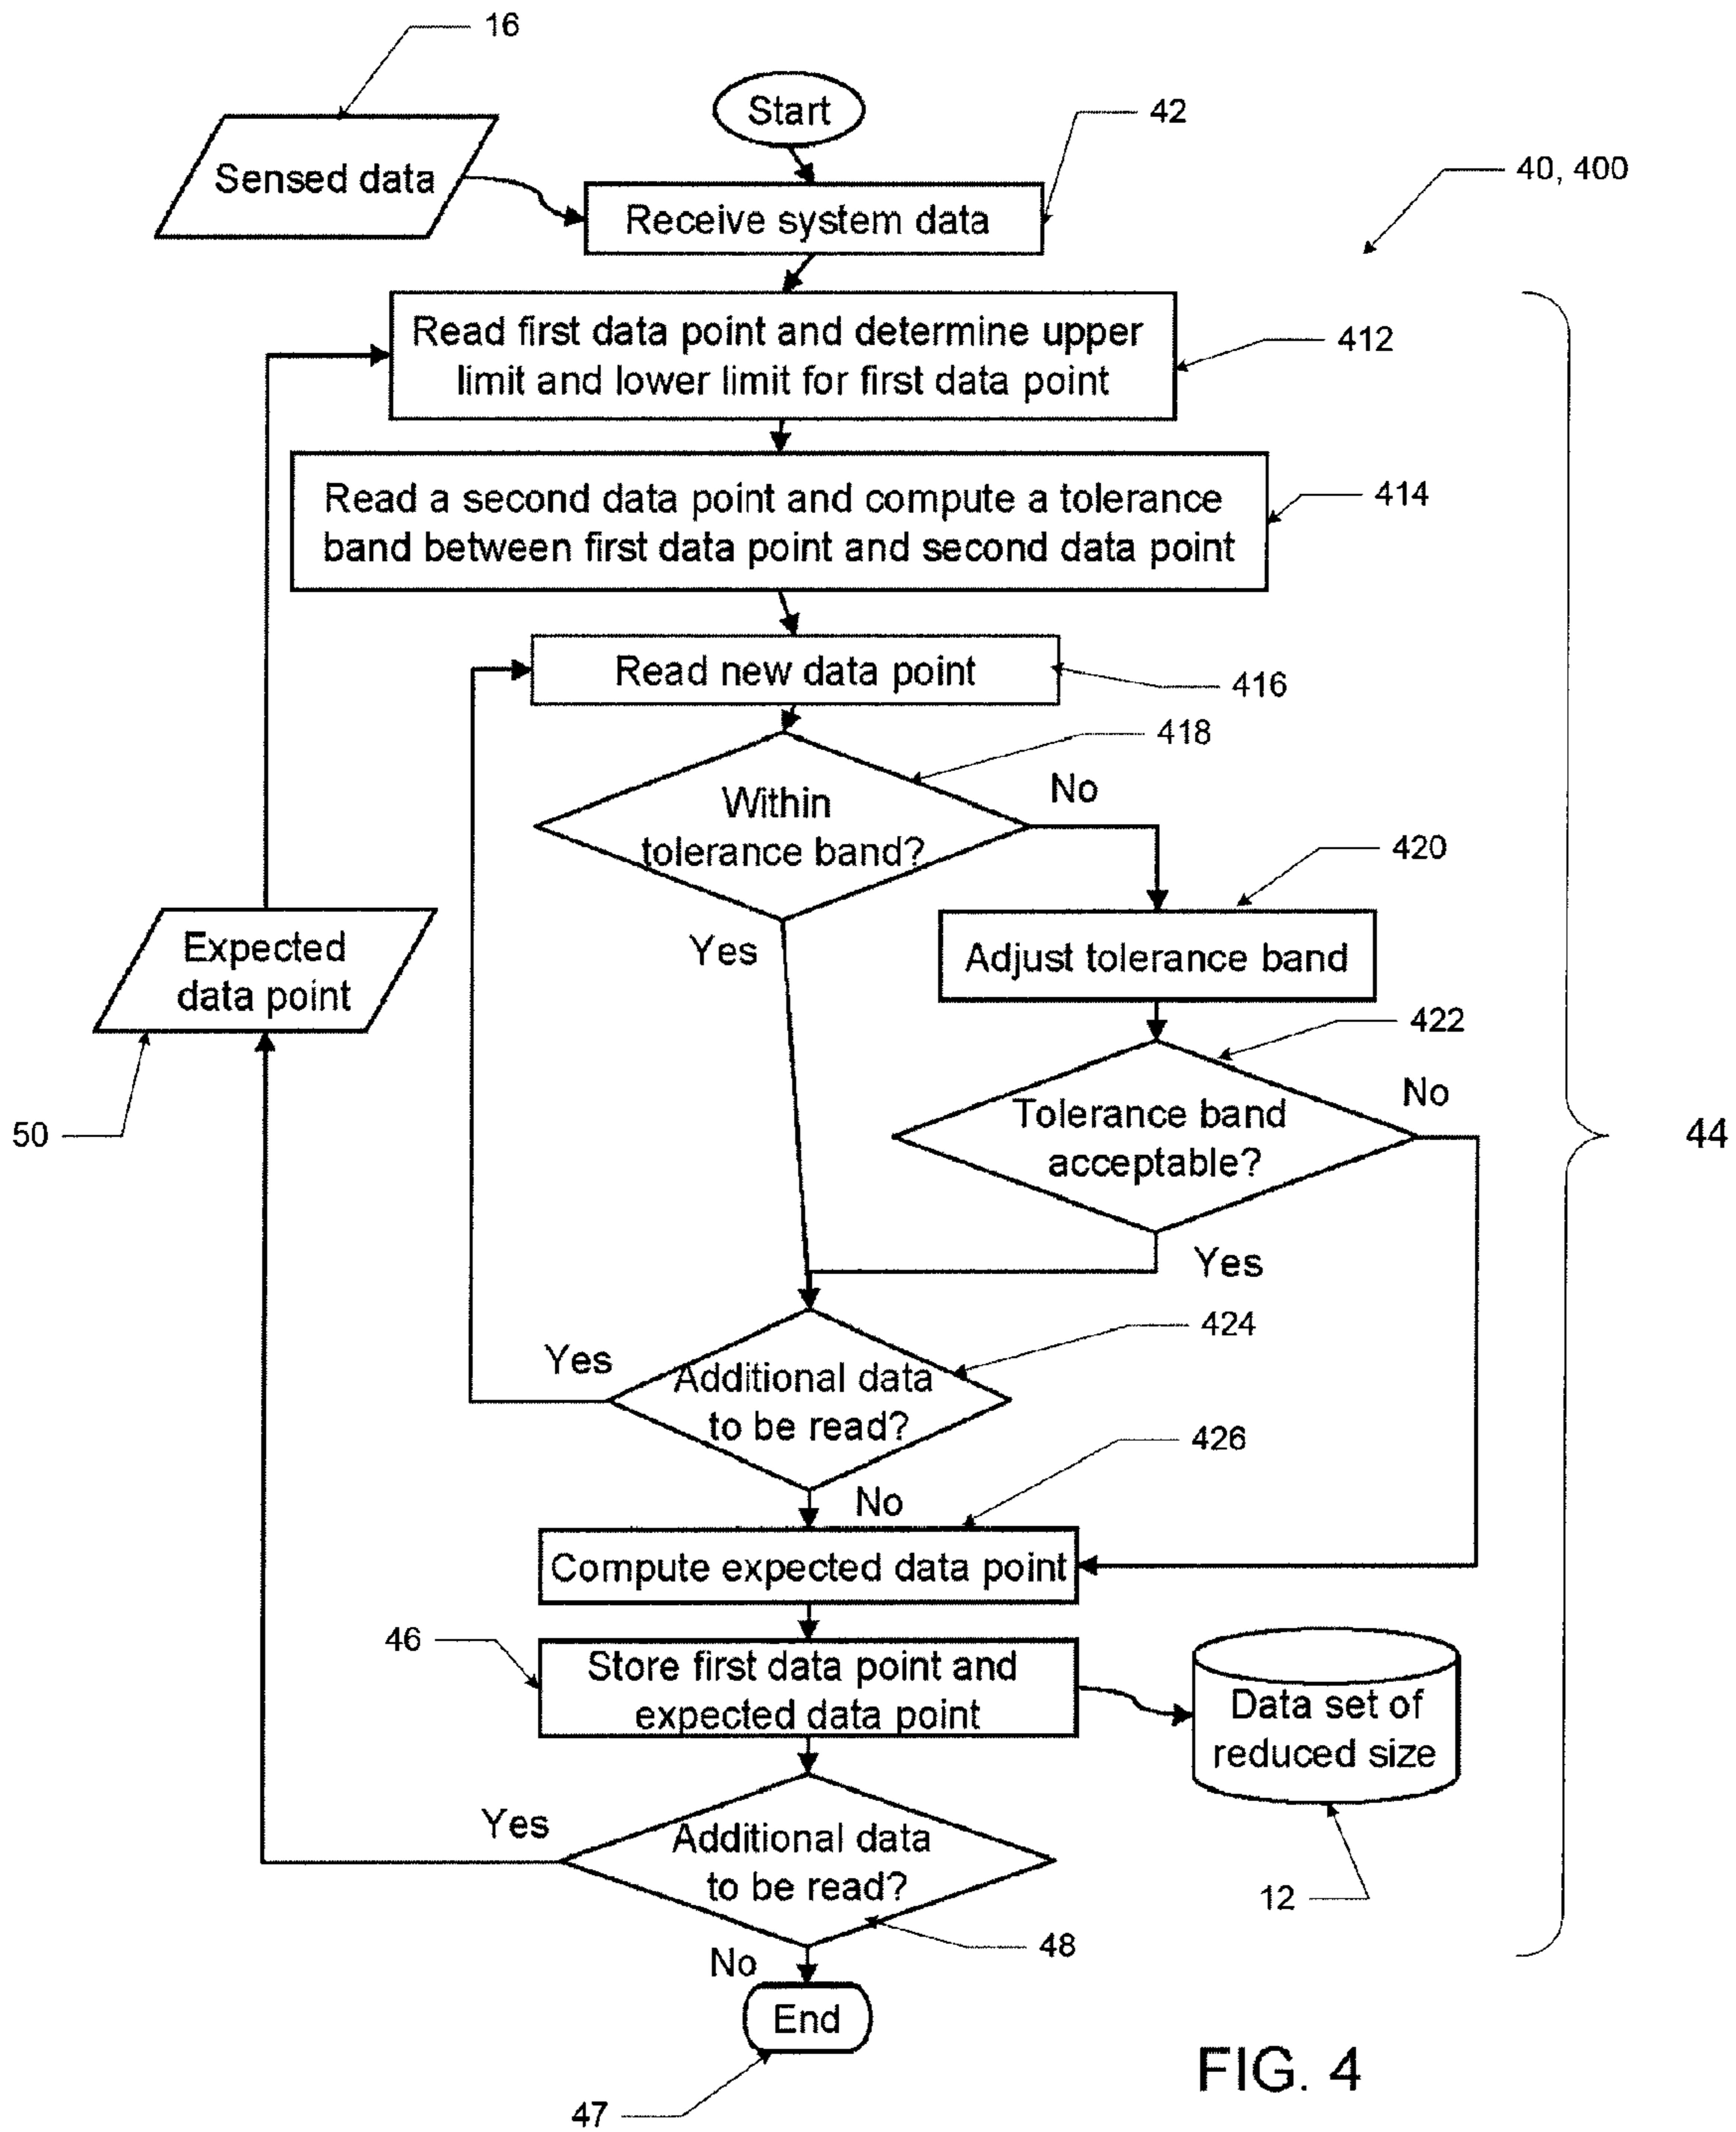 16
Start
42
Sensed data
40, 400
Receive system data
Read first data point and determine upper
limit and lower limit for first data point
412
Read a second data point and compute a tolerance
band between first data point and second data point
414
Read new data point
416
418
Within
tolerance band?
No
Yes
420
Adjust tolerance band
Expected
data point
422
50
Tolerance band
acceptable?
No
44
Yes
424
Yes
Additional data
to be read?
426
No
Compute expected data point
46
Store first data point and
expected data point
Data set of
reduced size
Yes
Additional data
to be read?
12
48
No
End
47
FIG. 4